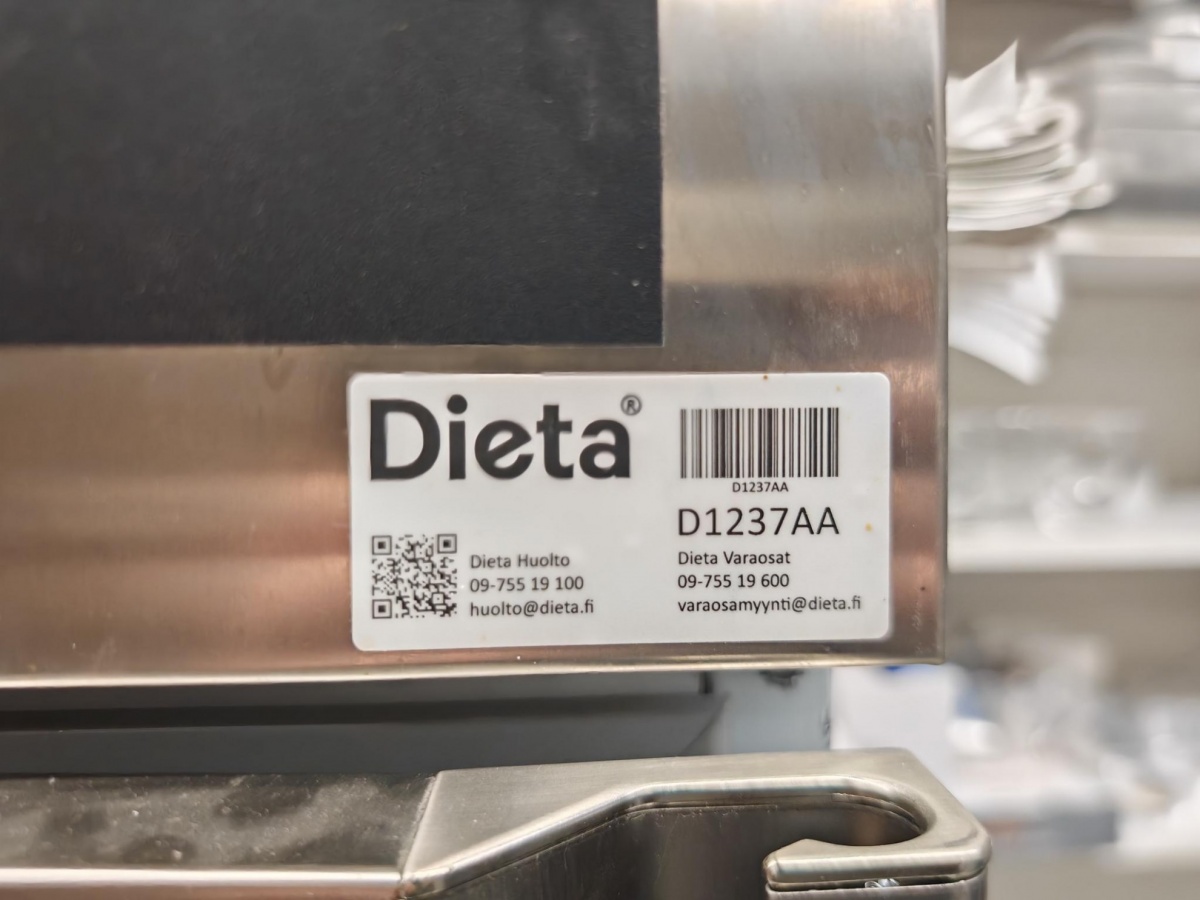 Dieta®
D1237AA
D1237AA
Dieta Huolto
09-755 19 100
huolto@dieta.fi
Dieta Varaosat
09-755 19 600
varaosamyynti@dieta.fi